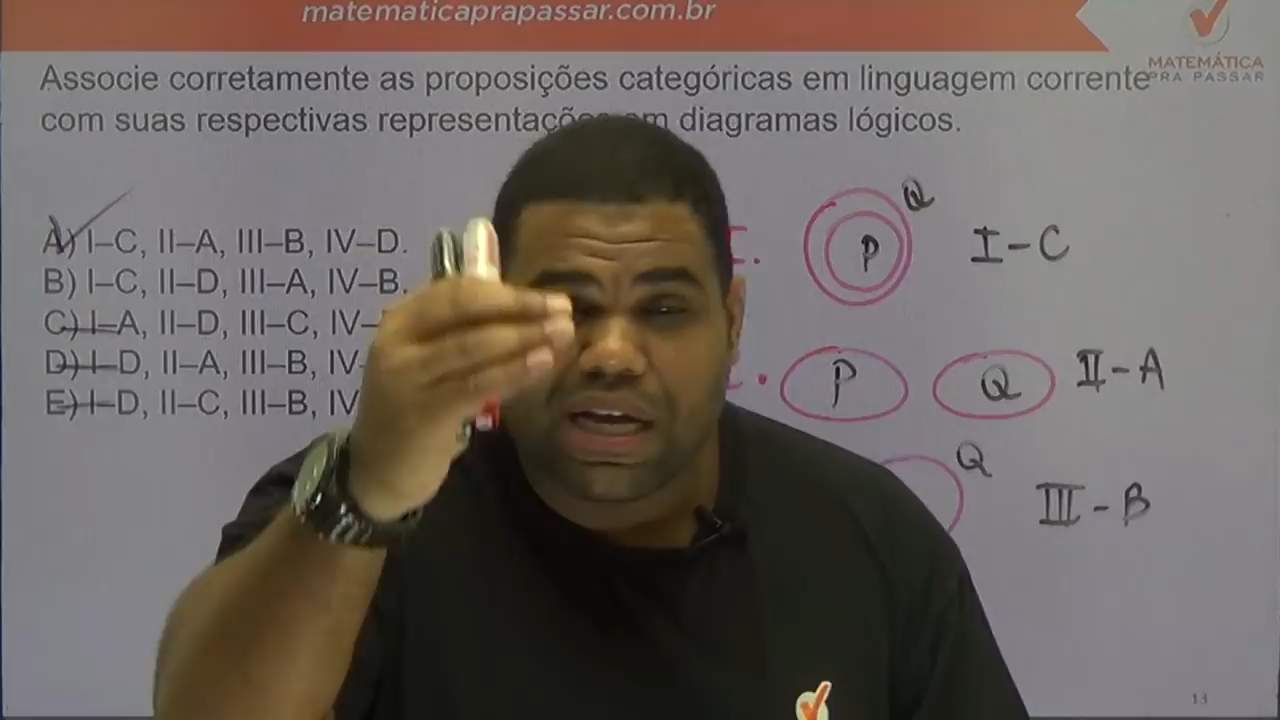 matematicaprapassar.com.br
MATEMÁTICA
PRA PASSAR
Associe corretamente as proposições categóricas em linguagem corrente
com suas respectivas representações em diagramas lógicos.
A) I–C, II–A, III–B, IV–D.
B) I–C, II–D, III–A, IV–B.
C) I–A, II–D, III–C, IV–
D) I–D, II–A, III–B, IV–
E) I–D, II–C, III–B, IV
I. P Q I-C
P Q II-A
Q III-B
13